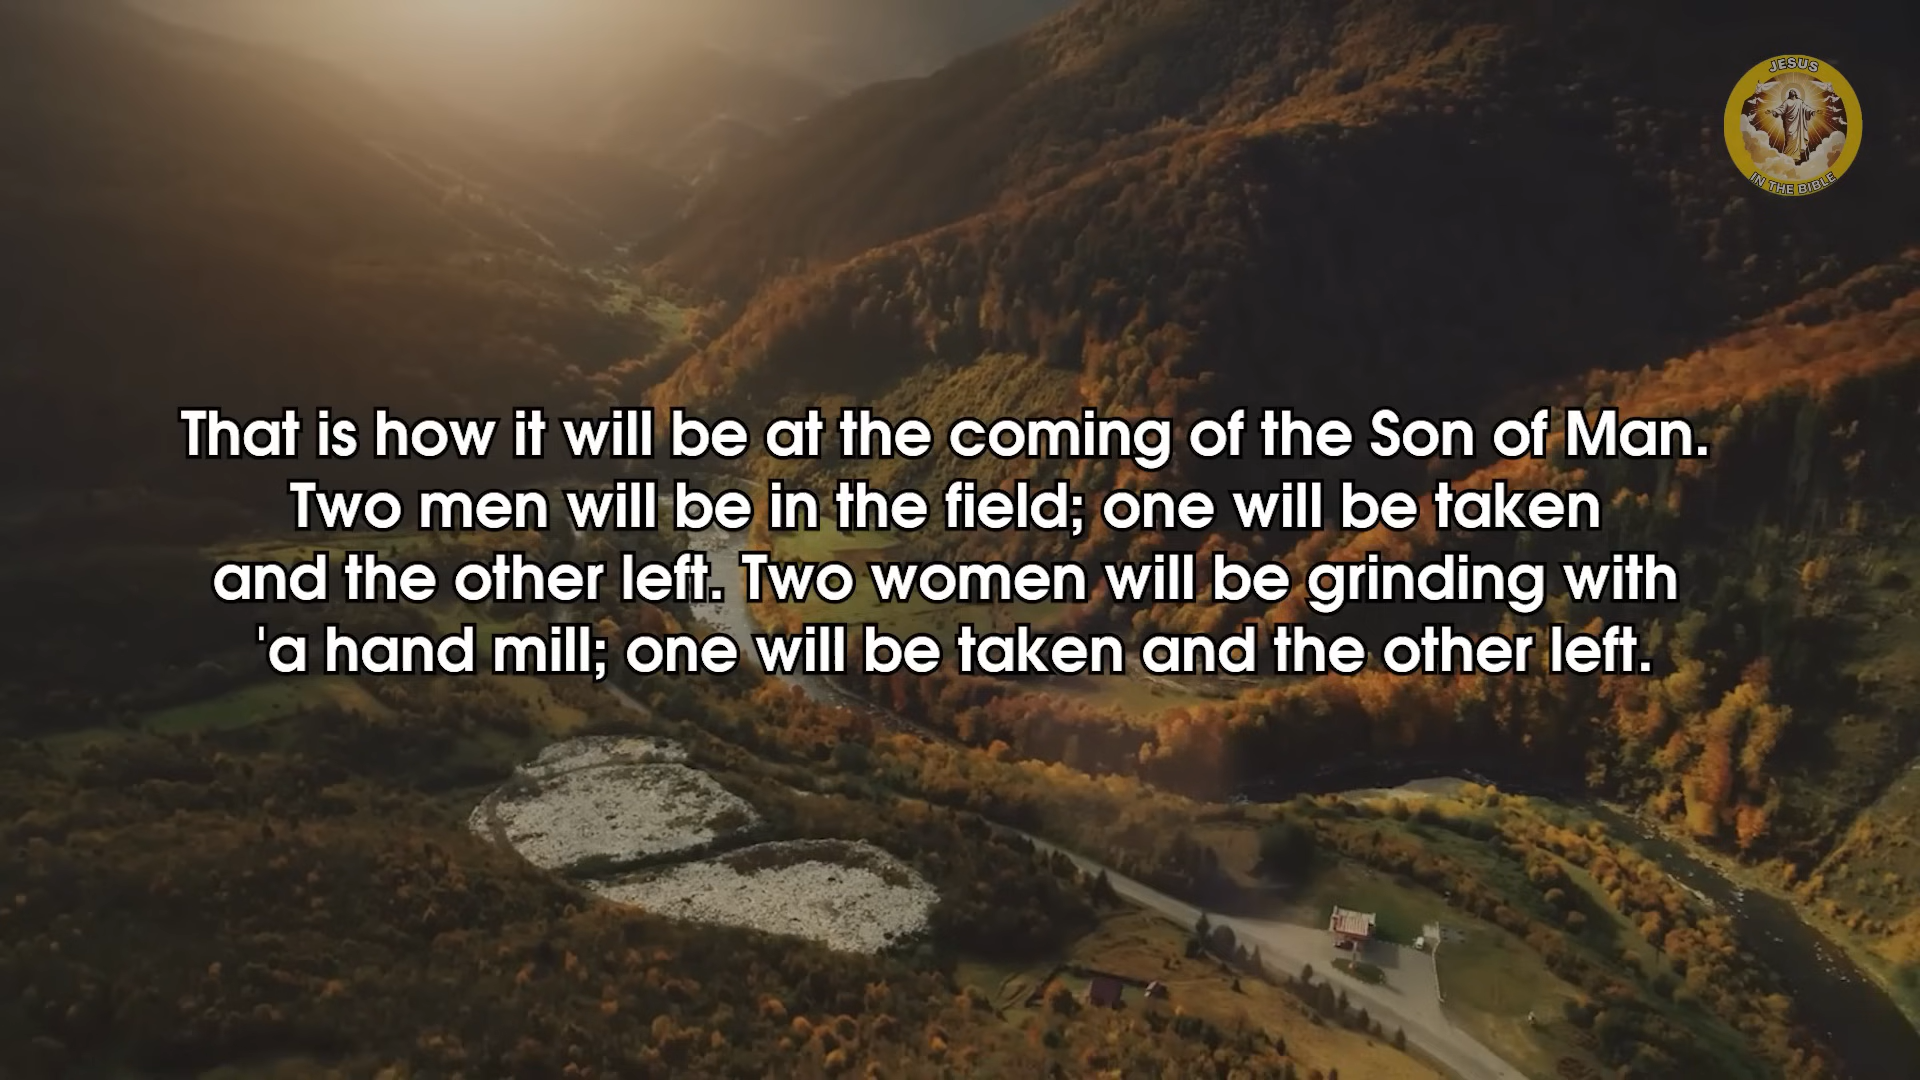 JESUS
IN THE BIBLE
That is how it will be at the coming of the Son of Man.
Two men will be in the field; one will be taken
and the other left. Two women will be grinding with
'a hand mill; one will be taken and the other left.